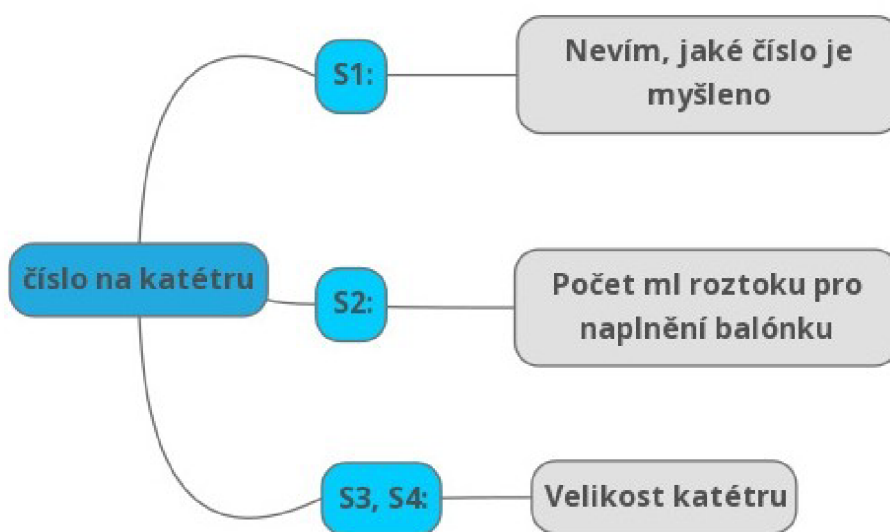 S1:
Nevím, jaké číslo je
myšleno
číslo na katétru
S2:
Počet ml roztoku pro
naplnění balónku
S3, S4:
Velikost katétru